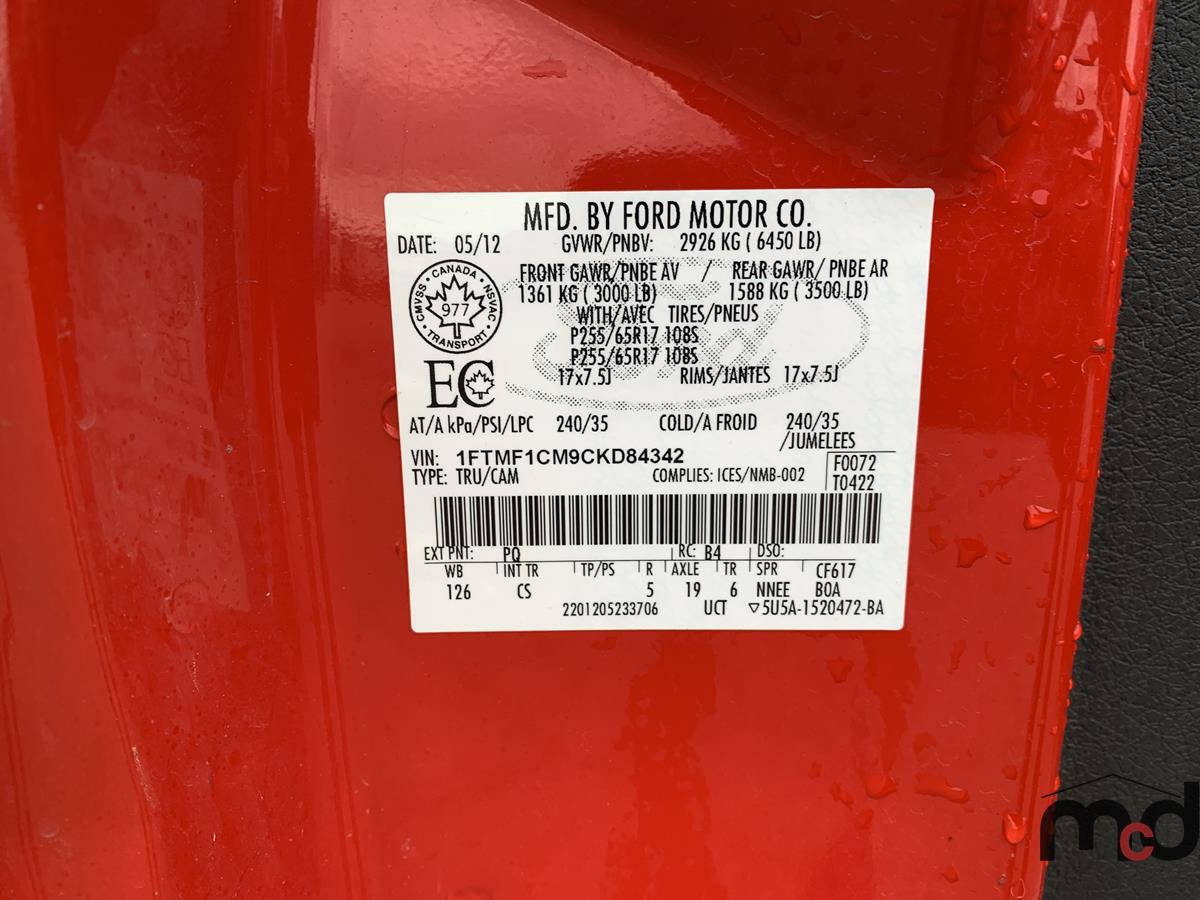 MFD. BY FORD MOTOR CO.
DATE: 05/12 GVWR/PNBV: 2926 KG ( 6450 LB)
FRONT GAWR/PNBE AV / REAR GAWR/ PNBE AR
1361 KG ( 3000 LB) 1588 KG ( 3500 LB)
WITH/AVEC TIRES/PNEUS
P255/65R17 108S
P255/65R17 108S
17x7.5J RIMS/JANTES 17x7.5J
CMVSS • CANADA • NSVAC • TRANSPORT •
977
EC
AT/A kPa/PSI/LPC 240/35 COLD/A FROID 240/35
/JUMELEES
VIN: 1FTMF1CM9CKD84342 F0072
TYPE: TRU/CAM COMPLIES: ICES/NMB-002 T0422
EXT PNT: PQ RC: B4 DSO:
WB INT TR TP/PS R AXLE TR SPR CF617
126 CS 5 19 6 NNEE BOA
2201205233706 UCT ▽5U5A-1520472-BA
mcd